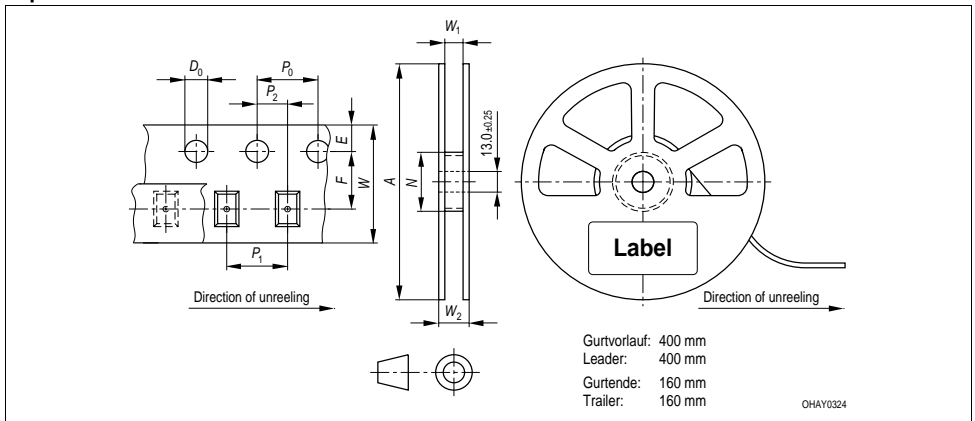 W1
D0
P0
P2
E
F
W
A
N
13.0 ±0.25
Label
P1
W2
Direction of unreeling
Direction of unreeling
Gurtvorlauf: 400 mm
Leader: 400 mm
Gurtende: 160 mm
Trailer: 160 mm
OHAY0324